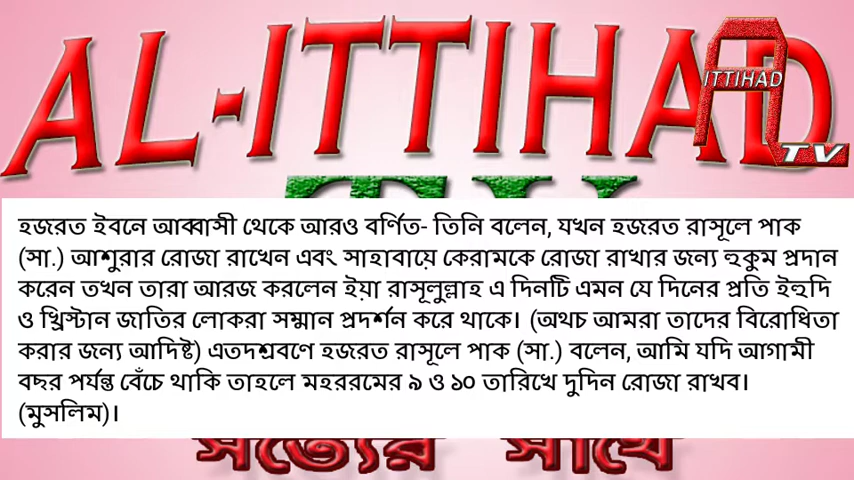 AL-ITTIHAD
ITTIHAD
TV
TV
হজরত ইবনে আব্বাসী থেকে আরও বর্ণিত- তিনি বলেন, যখন হজরত রাসূলে পাক
(সা.) আশুরার রোজা রাখেন এবং সাহাবায়ে কেরামকে রোজা রাখার জন্য হুকুম প্রদান
করেন তখন তারা আরজ করলেন ইয়া রাসূলুল্লাহ এ দিনটি এমন যে দিনের প্রতি ইহুদি
ও খ্রিস্টান জাতির লোকরা সম্মান প্রদর্শন করে থাকে। (অথচ আমরা তাদের বিরোধিতা
করার জন্য আদিষ্ট) এতদশ্রবণে হজরত রাসূলে পাক (সা.) বলেন, আমি যদি আগামী
বছর পর্যন্ত বেঁচে থাকি তাহলে মহররমের ৯ ও ১০ তারিখে দুদিন রোজা রাখব।
(মুসলিম)।
সত্যের সাথে